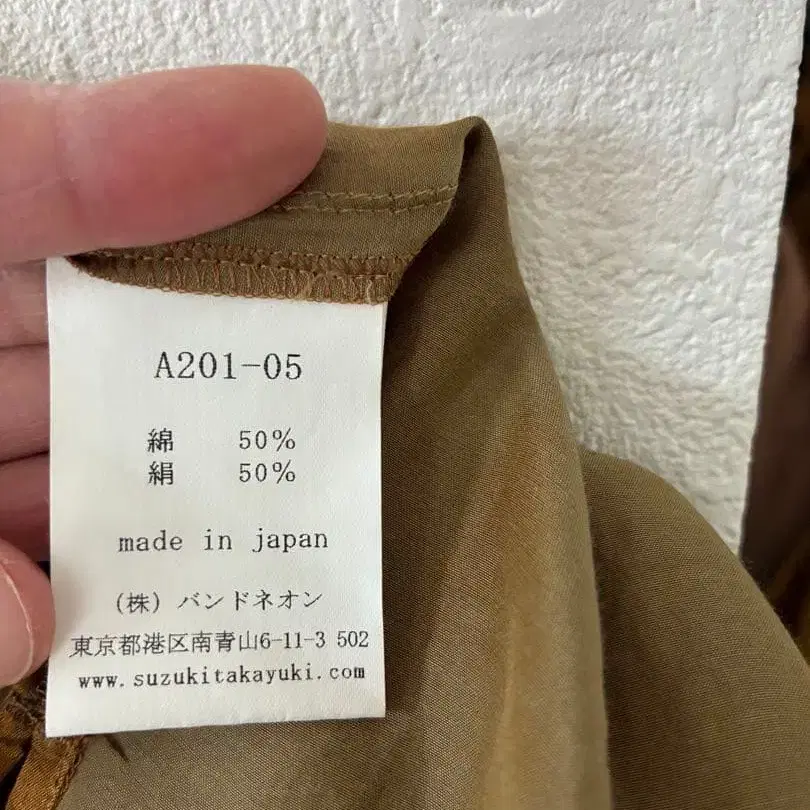 A201-05
綿 50%
絹 50%
made in japan
(株) バンドネオン
東京都港区南青山6-11-3 502
www.suzukitakayuki.com